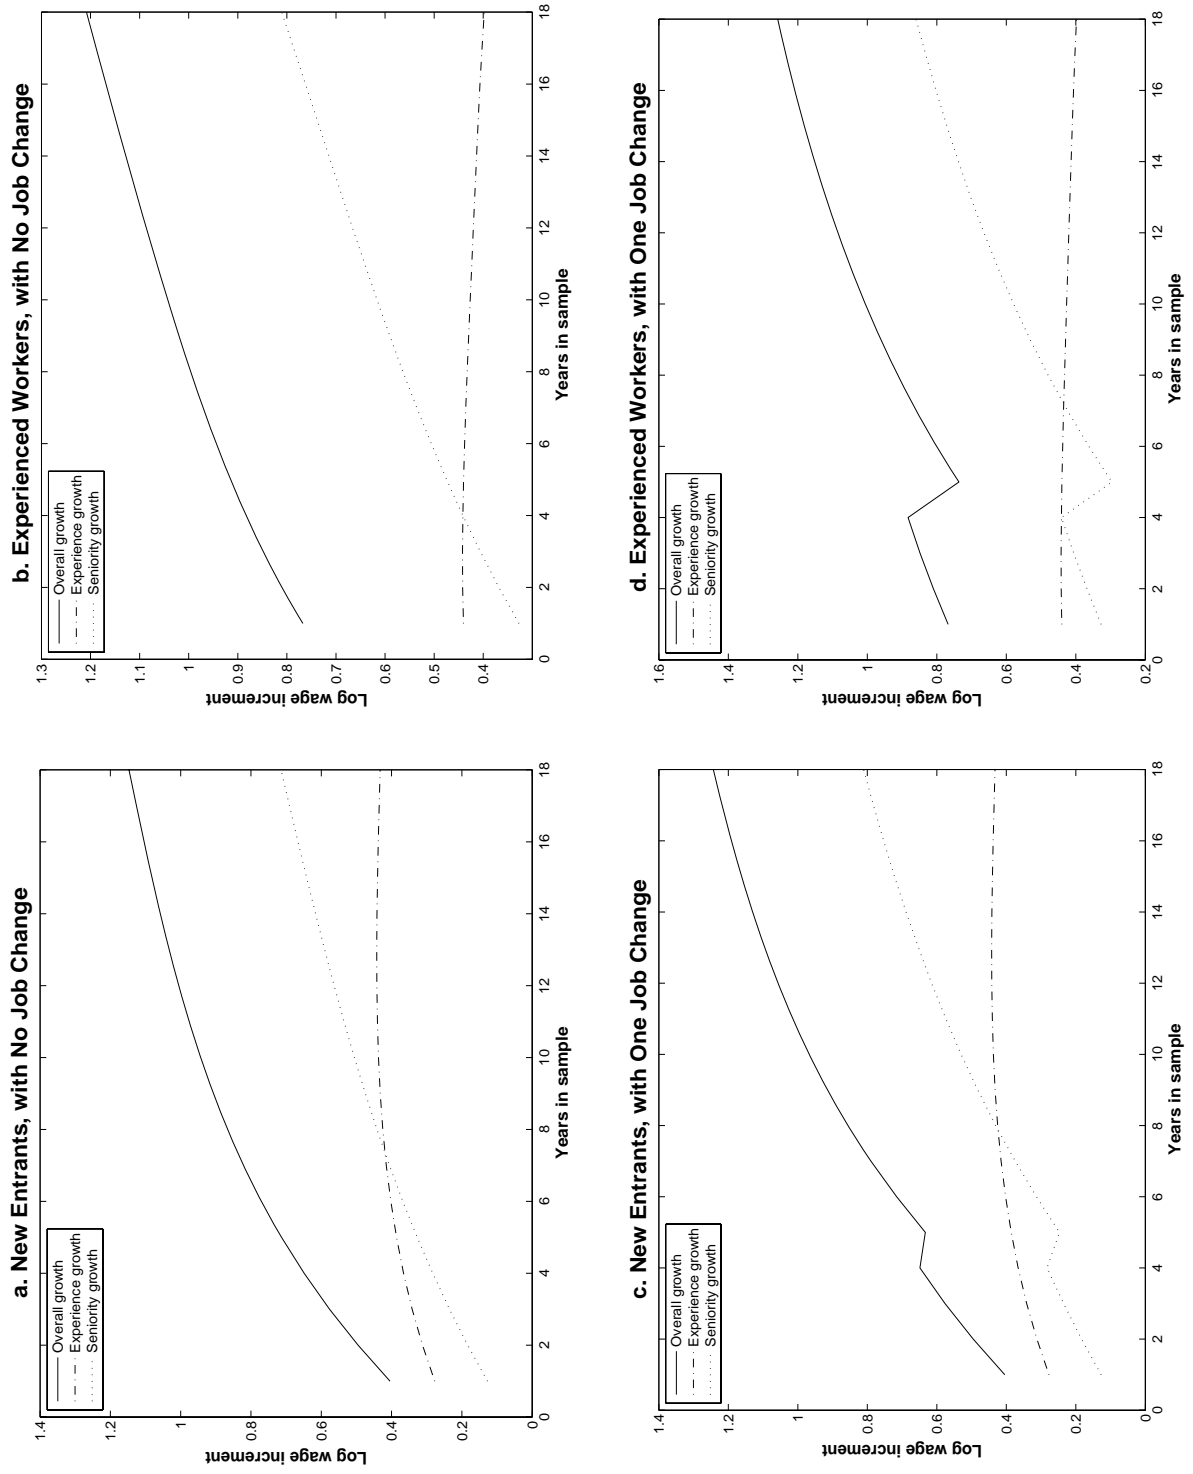 a. New Entrants, with No Job Change
Overall growth
Experience growth
Seniority growth
1.4
1.2
1
0.8
0.6
0.4
0.2
0
Log wage increment
0 2 4 6 8 10 12 14 16 18
Years in sample
b. Experienced Workers, with No Job Change
Overall growth
Experience growth
Seniority growth
1.3
1.2
1.1
1
0.9
0.8
0.7
0.6
0.5
0.4
Log wage increment
0 2 4 6 8 10 12 14 16 18
Years in sample
c. New Entrants, with One Job Change
Overall growth
Experience growth
Seniority growth
1.4
1.2
1
0.8
0.6
0.4
0.2
0
Log wage increment
0 2 4 6 8 10 12 14 16 18
Years in sample
d. Experienced Workers, with One Job Change
Overall growth
Experience growth
Seniority growth
1.6
1.4
1.2
1
0.8
0.6
0.4
0.2
Log wage increment
0 2 4 6 8 10 12 14 16 18
Years in sample